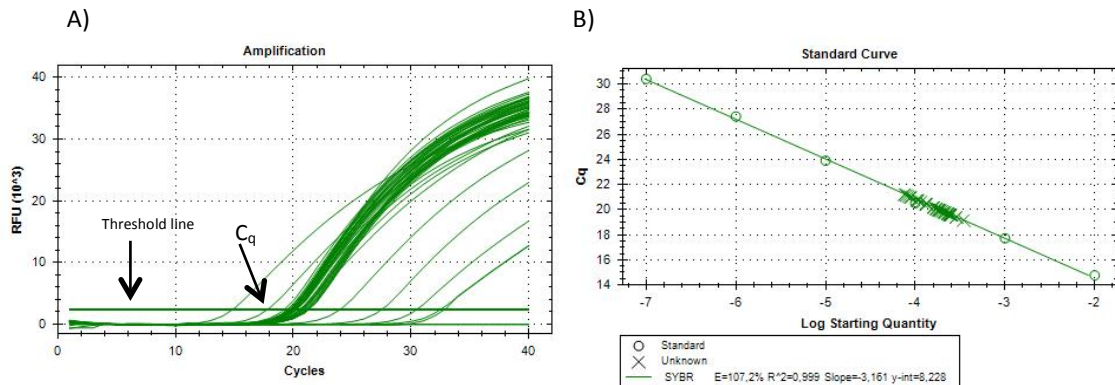 A)
Amplification
RFU (10^3)
40
30
20
10
0
Threshold line
Cq
0
10
20
30
40
Cycles
B)
Standard Curve
Cq
30
28
26
24
22
20
18
16
14
-7
-6
-5
-4
-3
-2
Log Starting Quantity
Standard
Unknown
SYBR E=107,2% R^2=0,999 Slope=-3,161 y-int=8,228